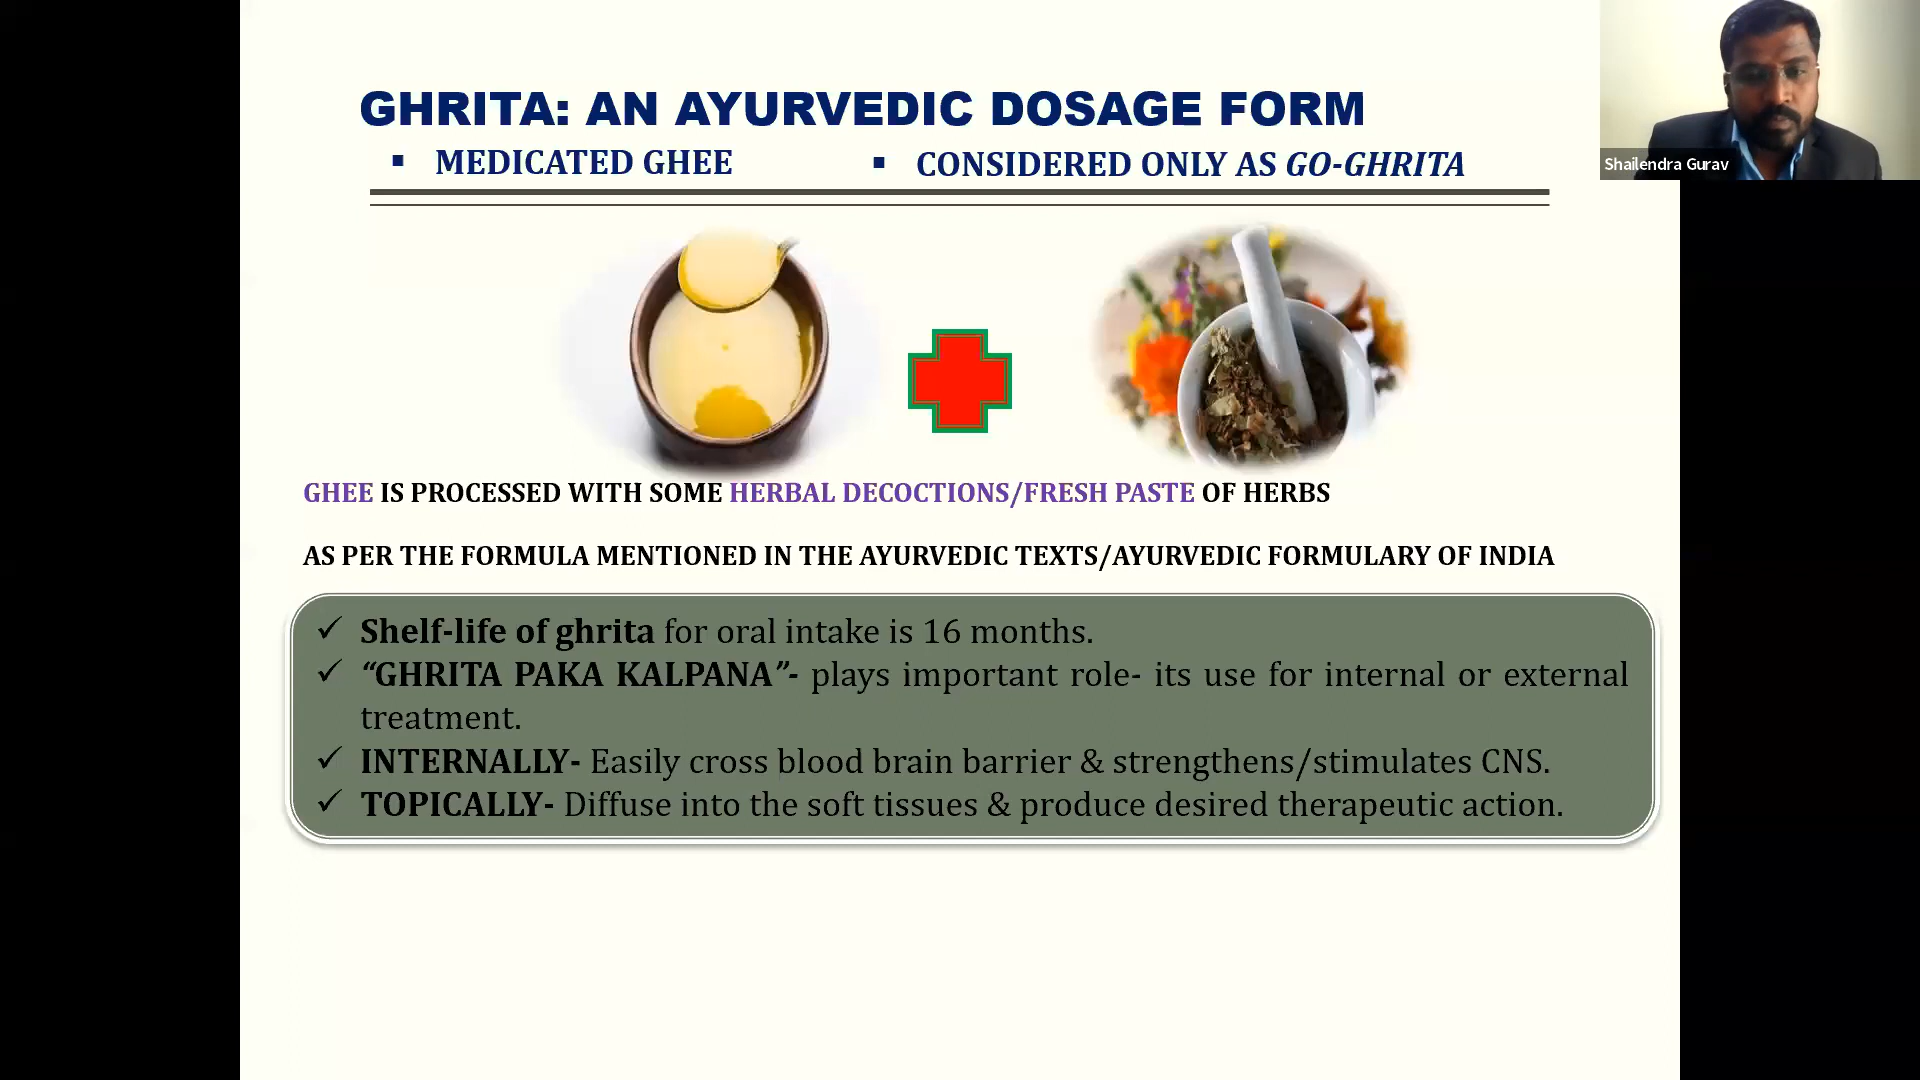 GHRITA: AN AYURVEDIC DOSAGE FORM
▪ MEDICATED GHEE ▪ CONSIDERED ONLY AS GO-GHRITA
Shailendra Gurav
GHEE IS PROCESSED WITH SOME HERBAL DECOCTIONS/FRESH PASTE OF HERBS
AS PER THE FORMULA MENTIONED IN THE AYURVEDIC TEXTS/AYURVEDIC FORMULARY OF INDIA
✓ Shelf-life of ghrita for oral intake is 16 months.
✓ “GHRITA PAKA KALPANA”- plays important role- its use for internal or external
treatment.
✓ INTERNALLY- Easily cross blood brain barrier & strengthens/stimulates CNS.
✓ TOPICALLY- Diffuse into the soft tissues & produce desired therapeutic action.